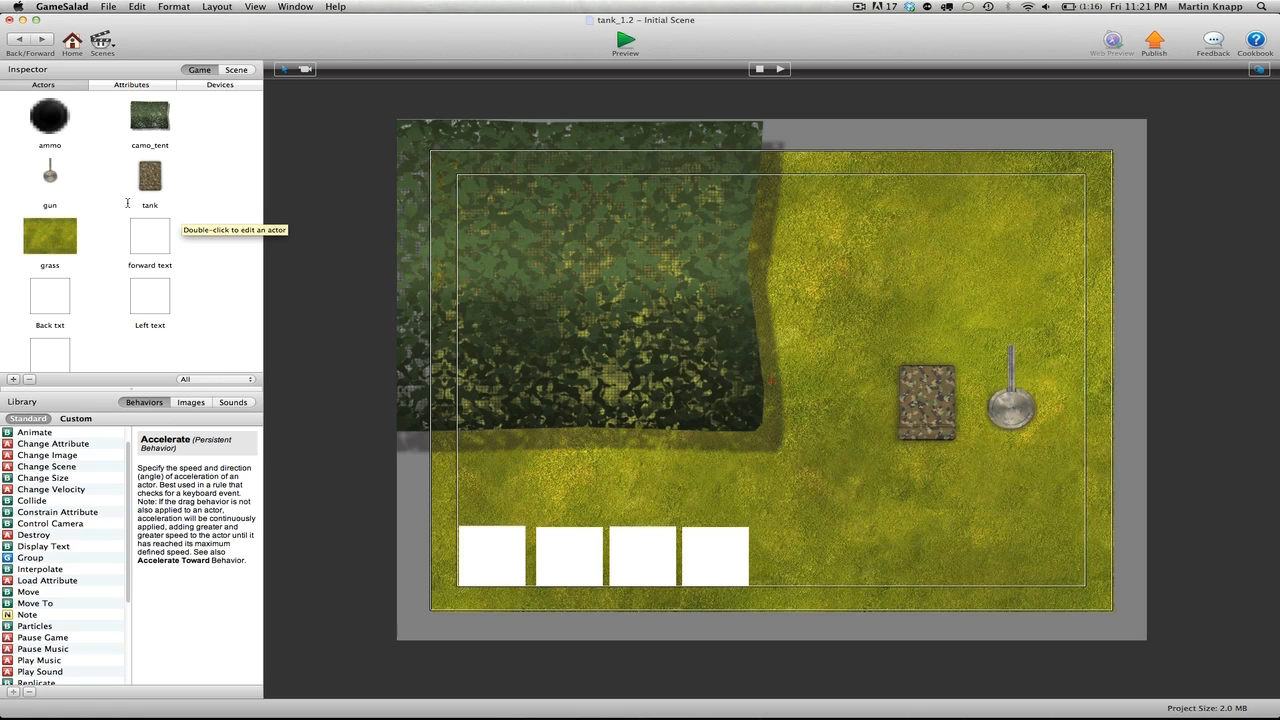 GameSalad File Edit Format Layout View Window Help 17 (1:16) Fri 11:21 PM Martin Knapp
tank_1.2 – Initial Scene
Back/Forward Home Scenes Preview Web Preview Publish Feedback Cookbook
Inspector Game Scene
Actors Attributes Devices
ammo camo_tent
gun tank
Double-click to edit an actor
grass forward text
Back txt Left text
All
Library Behaviors Images Sounds
Standard Custom
Animate
Change Attribute
Change Image
Change Scene
Change Size
Change Velocity
Collide
Constrain Attribute
Control Camera
Destroy
Display Text
Group
Interpolate
Load Attribute
Move
Move To
Note
Particles
Pause Game
Pause Music
Play Music
Play Sound
Replicate
Accelerate (Persistent
Behavior)
Specify the speed and direction
(angle) of acceleration of an
actor. Best used in a rule that
checks for a keyboard event.
Note: If the drag behavior is not
also applied to an actor,
acceleration will be continuously
applied, adding greater and
greater speed to the actor until it
has reached its maximum
defined speed. See also
Accelerate Toward Behavior.
Project Size: 2.0 MB